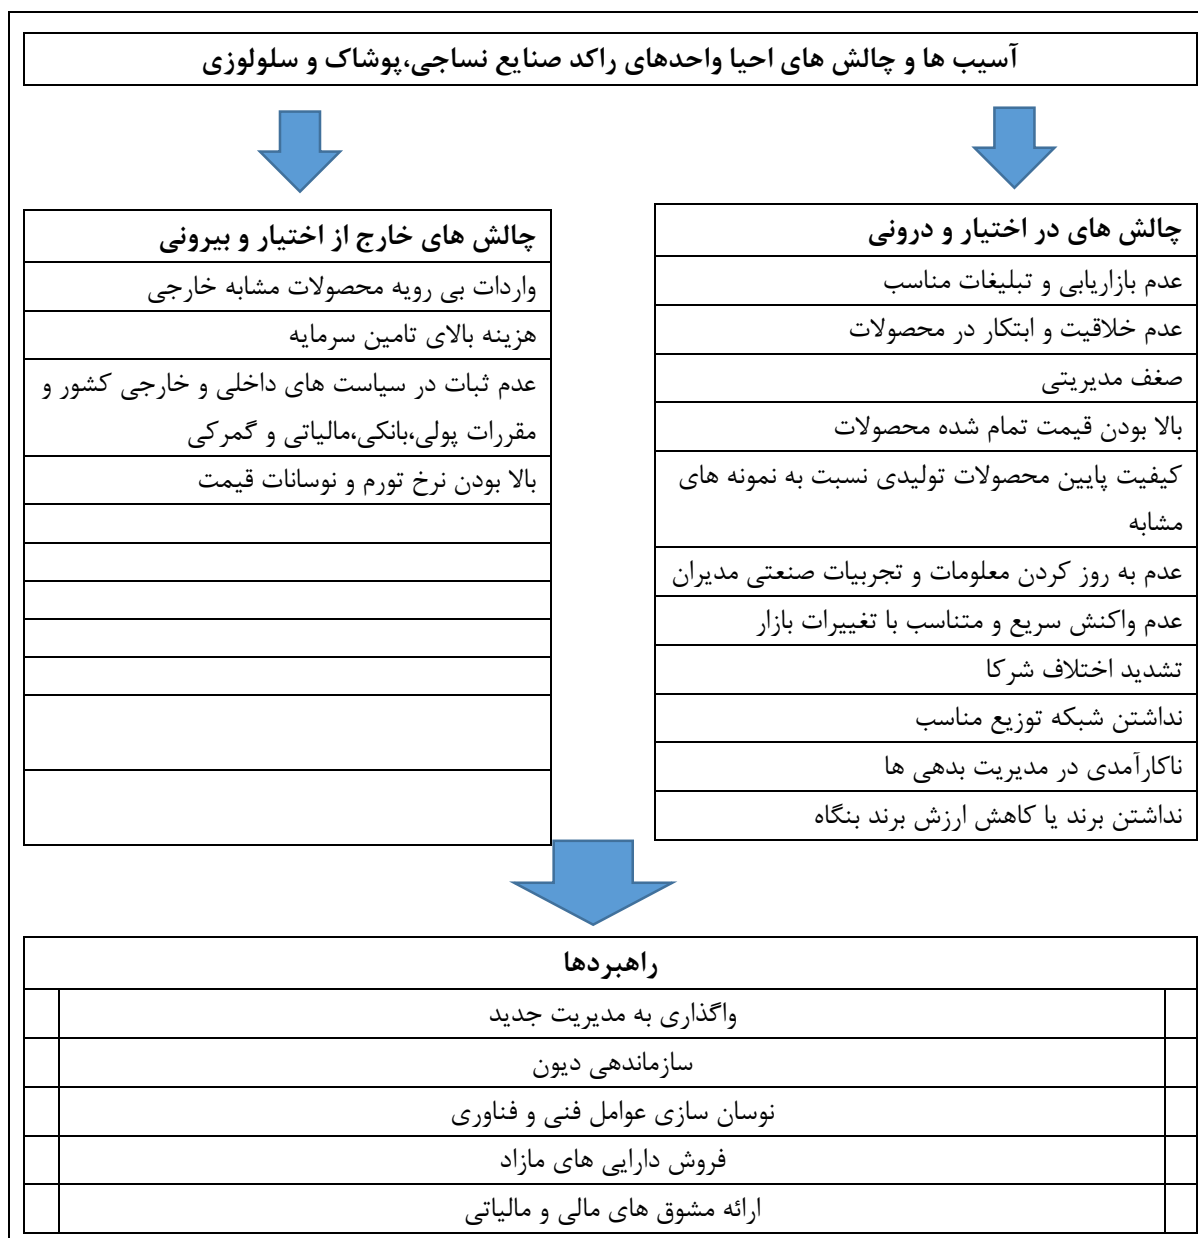 آسیب ها و چالش های احیا واحدهای راکد صنایع نساجی،پوشاک و سلولوزی
چالش های در اختیار و درونی
عدم بازاریابی و تبلیغات مناسب
عدم خلاقیت و ابتکار در محصولات
صغف مدیریتی
بالا بودن قیمت تمام شده محصولات
کیفیت پایین محصولات تولیدی نسبت به نمونه های
مشابه
عدم به روز کردن معلومات و تجربیات صنعتی مدیران
عدم واکنش سریع و متناسب با تغییرات بازار
تشدید اختلاف شرکا
نداشتن شبکه توزیع مناسب
ناکارآمدی در مدیریت بدهی ها
نداشتن برند یا کاهش ارزش برند بنگاه
چالش های خارج از اختیار و بیرونی
واردات بی رویه محصولات مشابه خارجی
هزینه بالای تامین سرمایه
عدم ثبات در سیاست های داخلی و خارجی کشور و
مقررات پولی،بانکی،مالیاتی و گمرکی
بالا بودن نرخ تورم و نوسانات قیمت
راهبردها
واگذاری به مدیریت جدید
سازماندهی دیون
نوسان سازی عوامل فنی و فناوری
فروش دارایی های مازاد
ارائه مشوق های مالی و مالیاتی